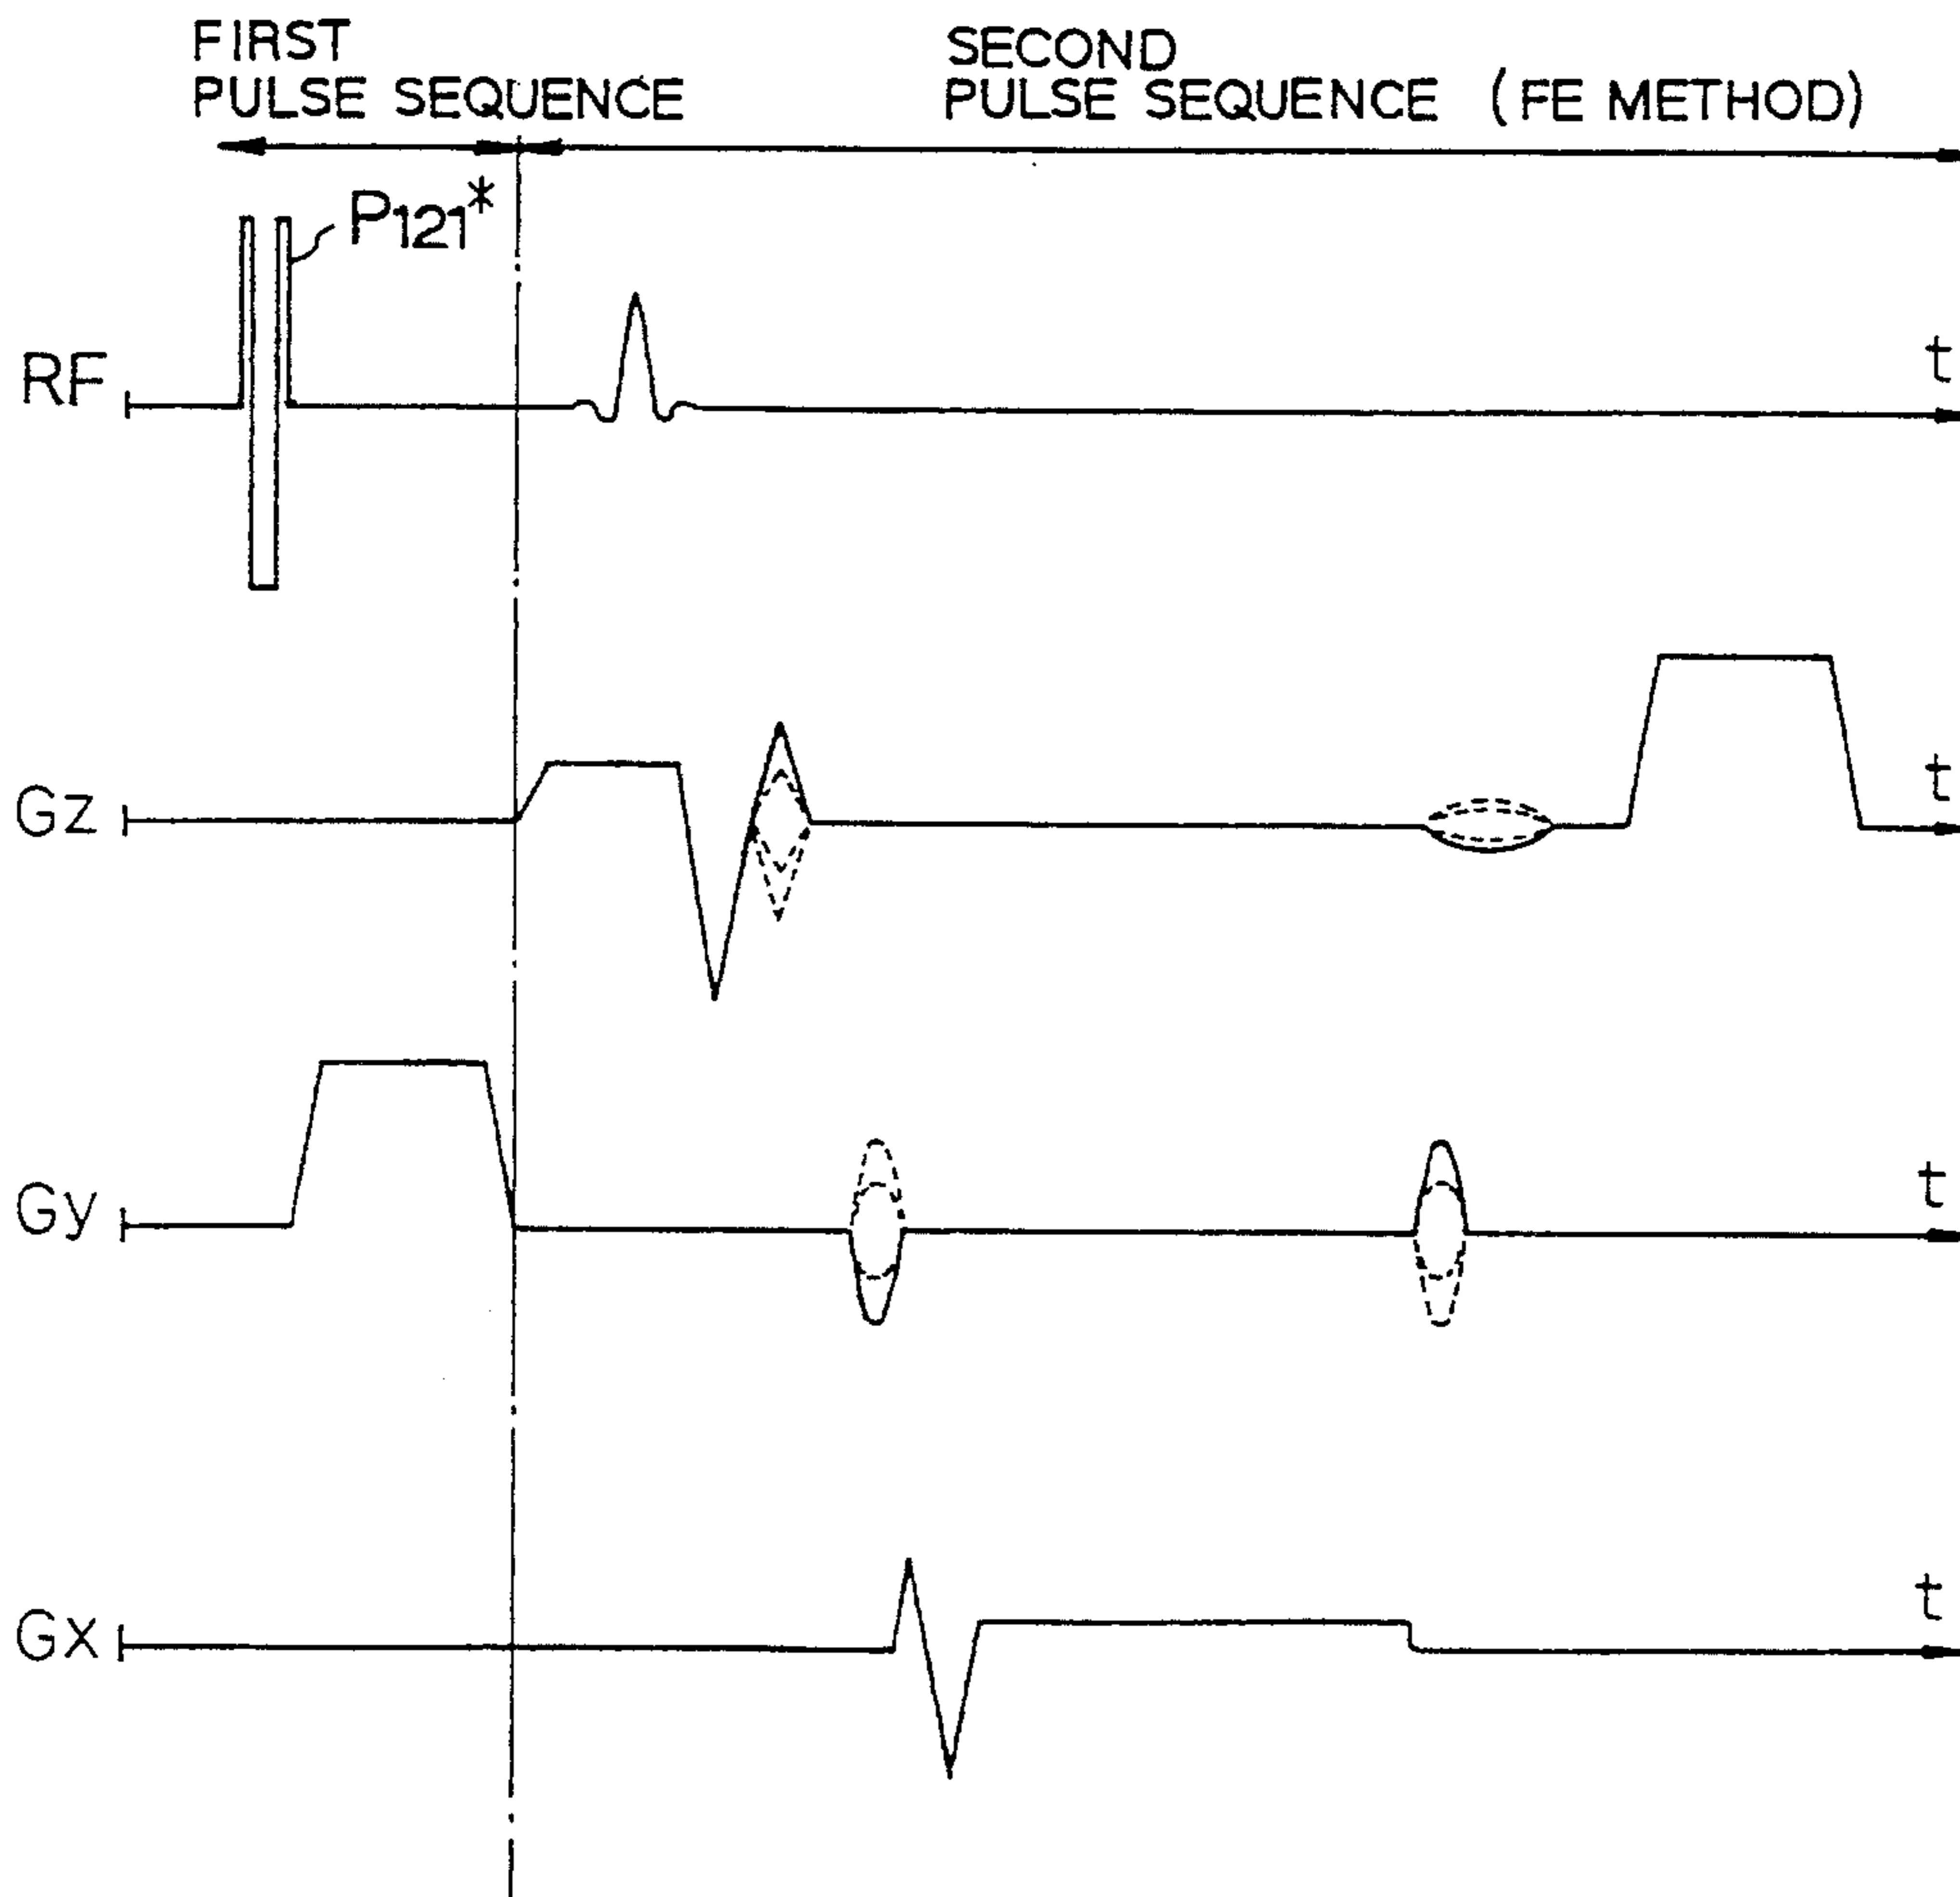 FIRST
PULSE SEQUENCE
SECOND
PULSE SEQUENCE (FE METHOD)
P121*
RF
t
Gz
t
Gy
t
Gx
t